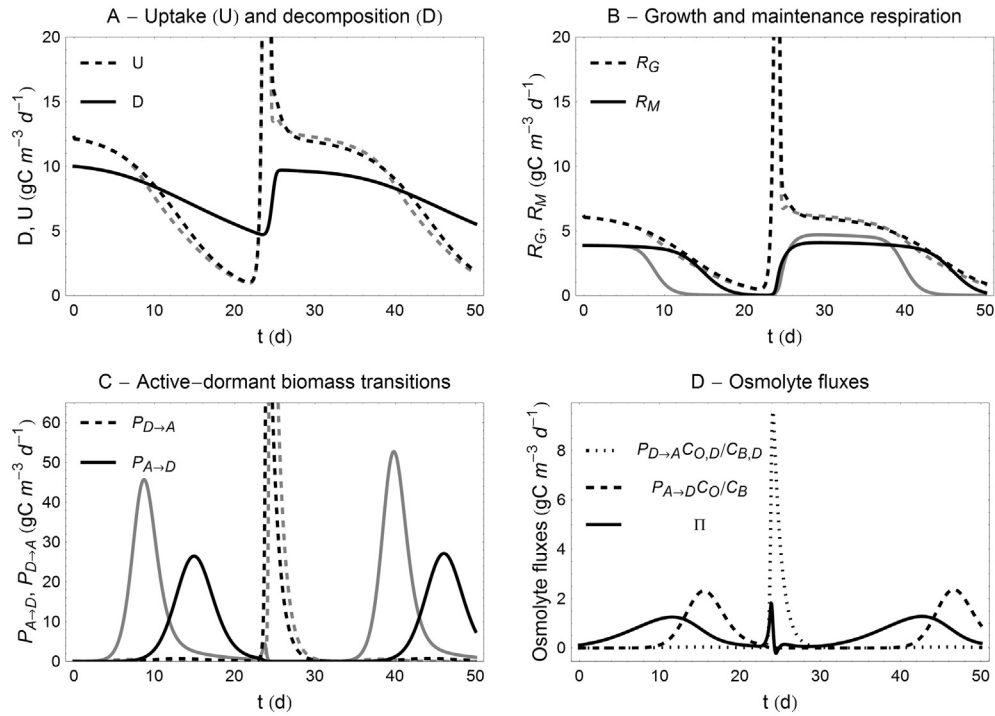 A – Uptake (U) and decomposition (D)
20
15
10
5
0
D, U (gC m⁻³ d⁻¹)
U
D
0 10 20 30 40 50
t (d)
B – Growth and maintenance respiration
20
15
10
5
0
R_G, R_M (gC m⁻³ d⁻¹)
R_G
R_M
0 10 20 30 40 50
t (d)
C – Active–dormant biomass transitions
60
50
40
30
20
10
0
P_A→D, P_D→A (gC m⁻³ d⁻¹)
P_D→A
P_A→D
0 10 20 30 40 50
t (d)
D – Osmolyte fluxes
8
6
4
2
0
Osmolyte fluxes (gC m⁻³ d⁻¹)
P_D→A C_O,D/C_B,D
P_A→D C_O/C_B
Π
0 10 20 30 40 50
t (d)